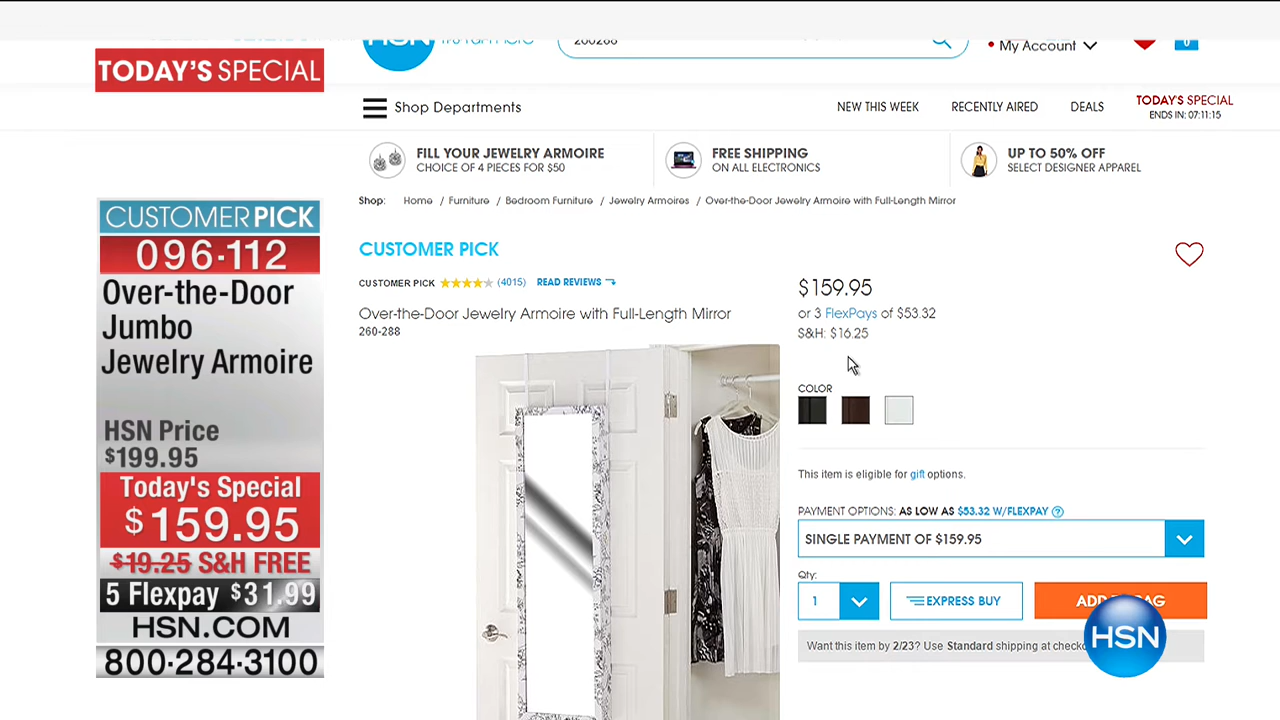 TODAY'S SPECIAL
CUSTOMER PICK
096-112
Over-the-Door
Jumbo
Jewelry Armoire
HSN Price
$199.95
Today's Special
$159.95
$19.25 S&H FREE
5 Flexpay $31.99
HSN.COM
800-284-3100
HSN
My Account
0
Shop Departments
NEW THIS WEEK
RECENTLY AIRED
DEALS
TODAY'S SPECIAL
ENDS IN: 07:11:15
FILL YOUR JEWELRY ARMOIRE
CHOICE OF 4 PIECES FOR $50
FREE SHIPPING
ON ALL ELECTRONICS
UP TO 50% OFF
SELECT DESIGNER APPAREL
Shop: Home / Furniture / Bedroom Furniture / Jewelry Armoires / Over-the-Door Jewelry Armoire with Full-Length Mirror
CUSTOMER PICK
CUSTOMER PICK (4015) READ REVIEWS
Over-the-Door Jewelry Armoire with Full-Length Mirror
260-288
$159.95
or 3 FlexPays of $53.32
S&H: $16.25
COLOR
This item is eligible for gift options.
PAYMENT OPTIONS: AS LOW AS $53.32 W/FLEXPAY ?
SINGLE PAYMENT OF $159.95
Qty:
1
EXPRESS BUY
ADD BAG
Want this item by 2/23? Use Standard shipping at
HSN